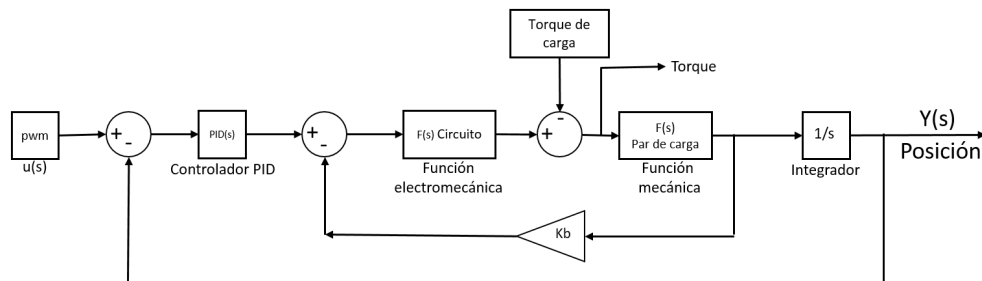 Torque de
carga
Torque
pwm
u(s)
+
-
PID(s)
Controlador PID
+
-
F(s) Circuito
Función
electromecánica
+
-
F(s)
Par de carga
Función
mecánica
1/s
Integrador
Y(s)
Posición
Kb